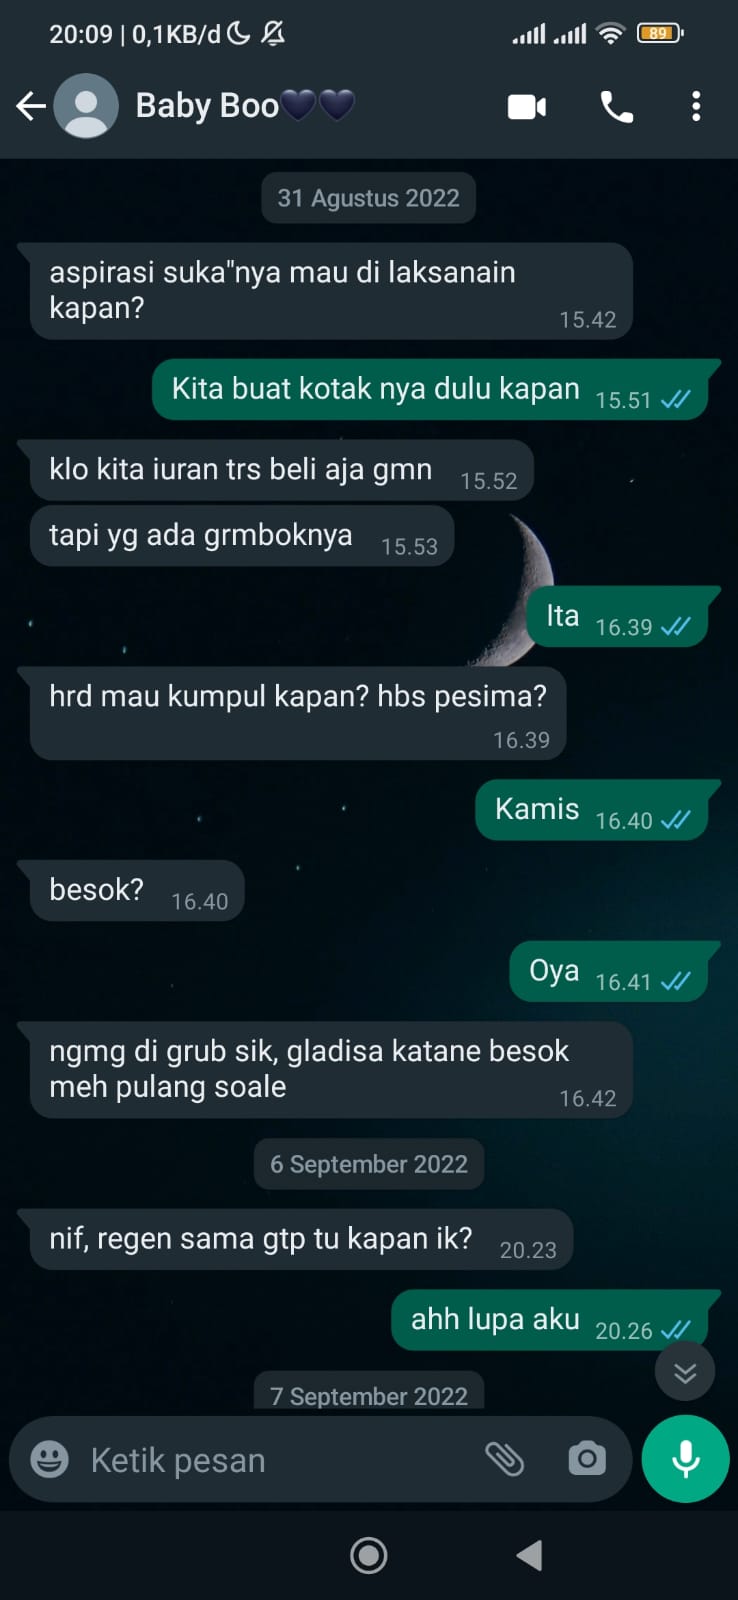 20:09 | 0,1KB/d
89
Baby Boo🖤🖤
31 Agustus 2022
aspirasi suka"nya mau di laksanain
kapan?
15.42
Kita buat kotak nya dulu kapan 15.51
klo kita iuran trs beli aja gmn 15.52
tapi yg ada grmboknya 15.53
Ita 16.39
hrd mau kumpul kapan? hbs pesima?
16.39
Kamis 16.40
besok? 16.40
Oya 16.41
ngmg di grub sik, gladisa katane besok
meh pulang soale
16.42
6 September 2022
nif, regen sama gtp tu kapan ik? 20.23
ahh lupa aku 20.26
7 September 2022
Ketik pesan